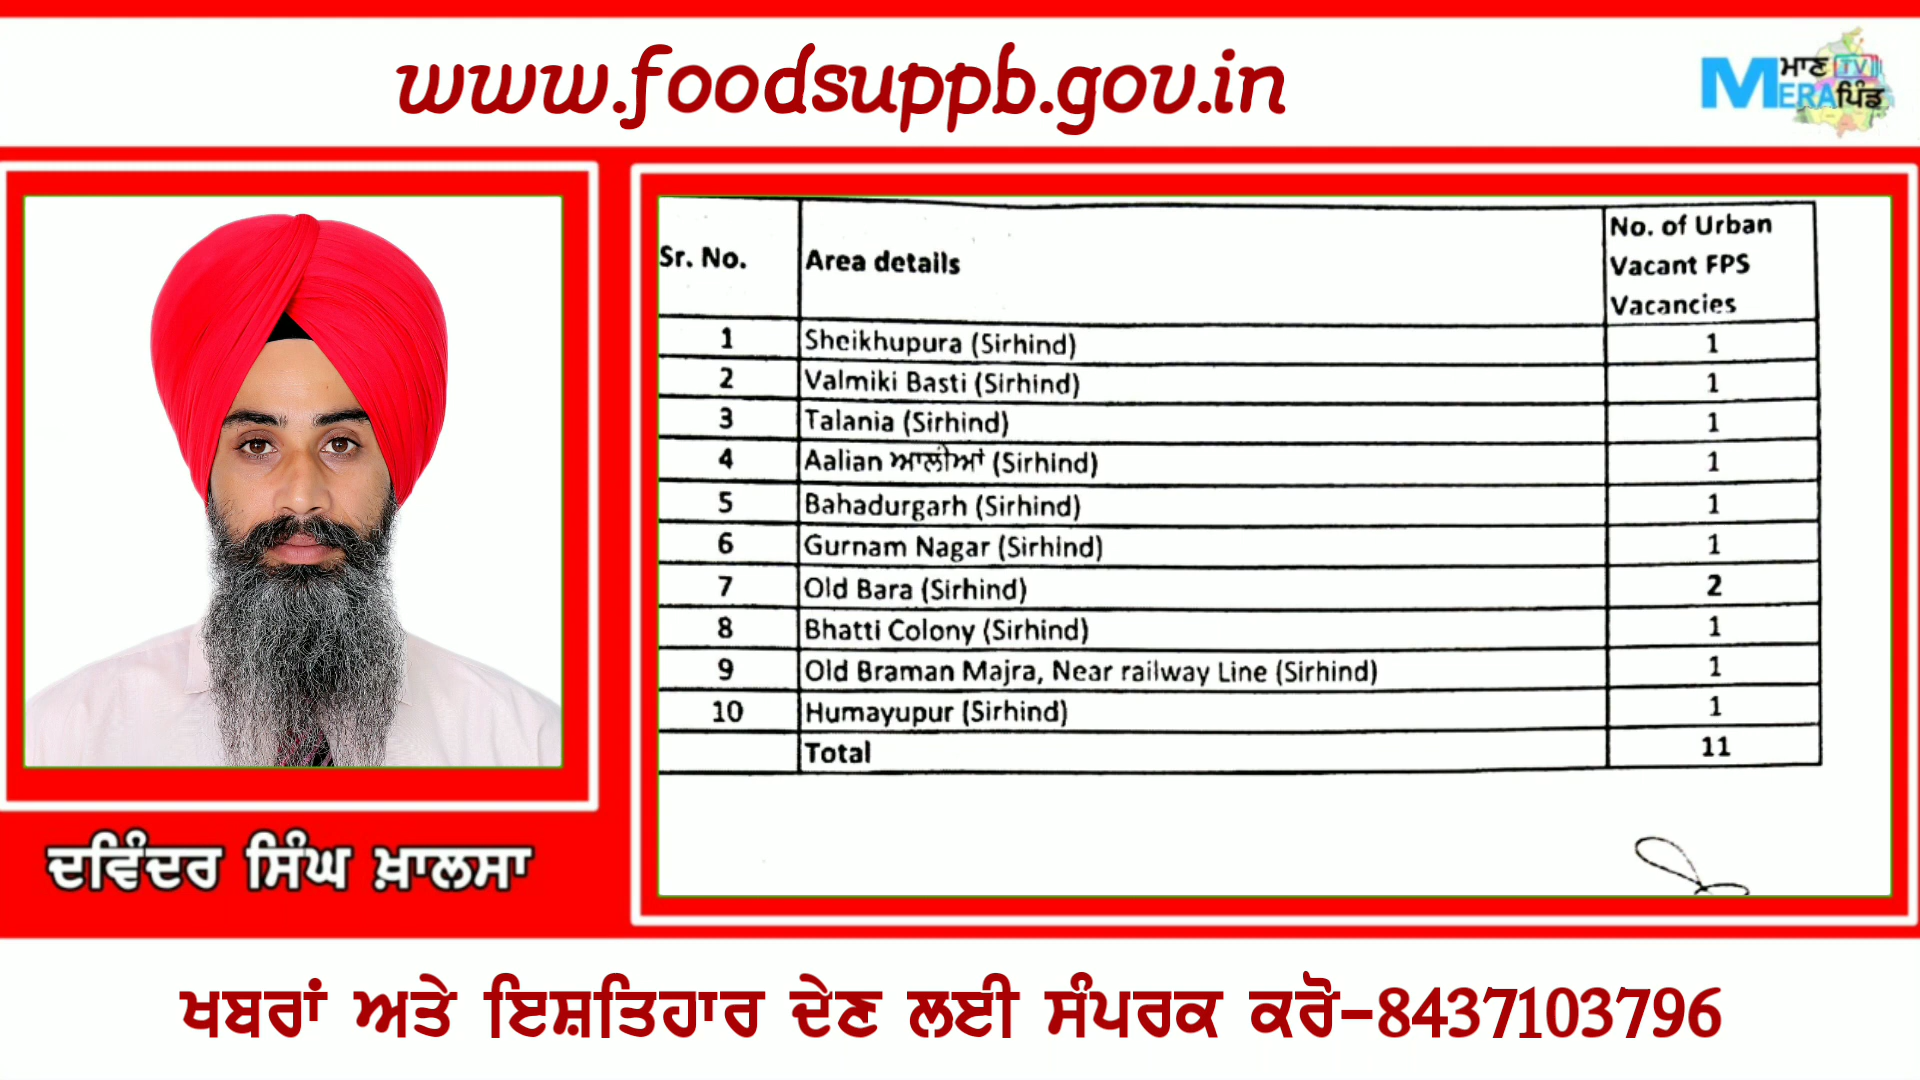 www.foodsuppb.gov.in
ਮਾਣ TV
MERA ਪਿੰਡ
Sr. No. Area details No. of Urban Vacant FPS Vacancies
1 Sheikhupura (Sirhind) 1
2 Valmiki Basti (Sirhind) 1
3 Talania (Sirhind) 1
4 Aalian ਆਲੀਆਂ (Sirhind) 1
5 Bahadurgarh (Sirhind) 1
6 Gurnam Nagar (Sirhind) 1
7 Old Bara (Sirhind) 2
8 Bhatti Colony (Sirhind) 1
9 Old Braman Majra, Near railway Line (Sirhind) 1
10 Humayupur (Sirhind) 1
Total 11
ਦਵਿੰਦਰ ਸਿੰਘ ਖ਼ਾਲਸਾ
ਖਬਰਾਂ ਅਤੇ ਇਸ਼ਤਿਹਾਰ ਦੇਣ ਲਈ ਸੰਪਰਕ ਕਰੋ-8437103796